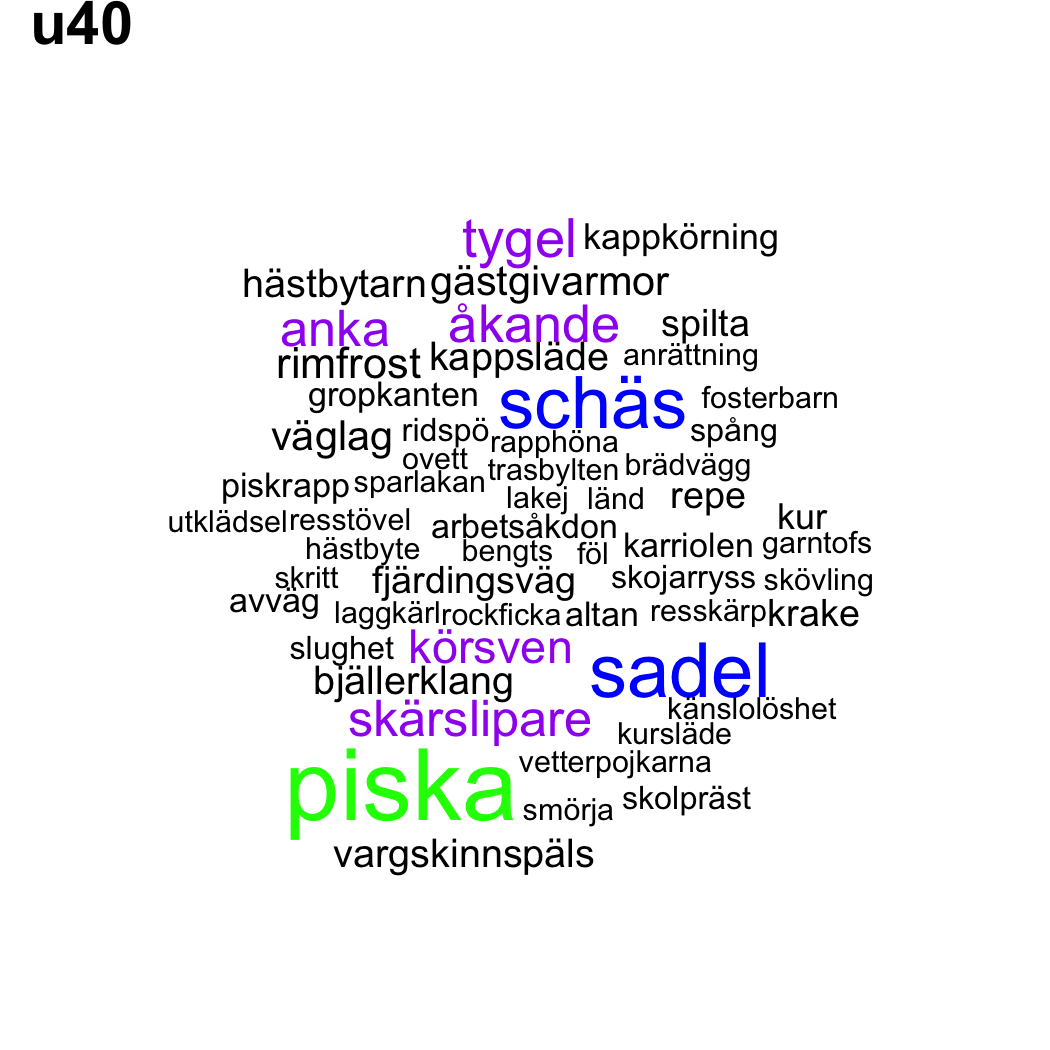 u40
tygel kappkörning
hästbytarn gästgivarmor
anka åkande spilta
rimfrost kappsläde anrättning
gropkanten schäs fosterbarn
väglag ridspö rapphöna spång
ovett trasbylten brädvägg
piskrapp sparlakan lakej länd repe
utklädsel resstövel arbetsåkdon kur
hästbyte bengts föl karriolen garntofs
skritt fjärdingsväg skojarryss skövling
avväg laggkärl rockficka altan resskärp krake
slughet körsven sadel
bjällerklang känslolöshet
skärslipare kursläde
piska vetterpojkarna
smörja skolpräst
vargskinnspäls